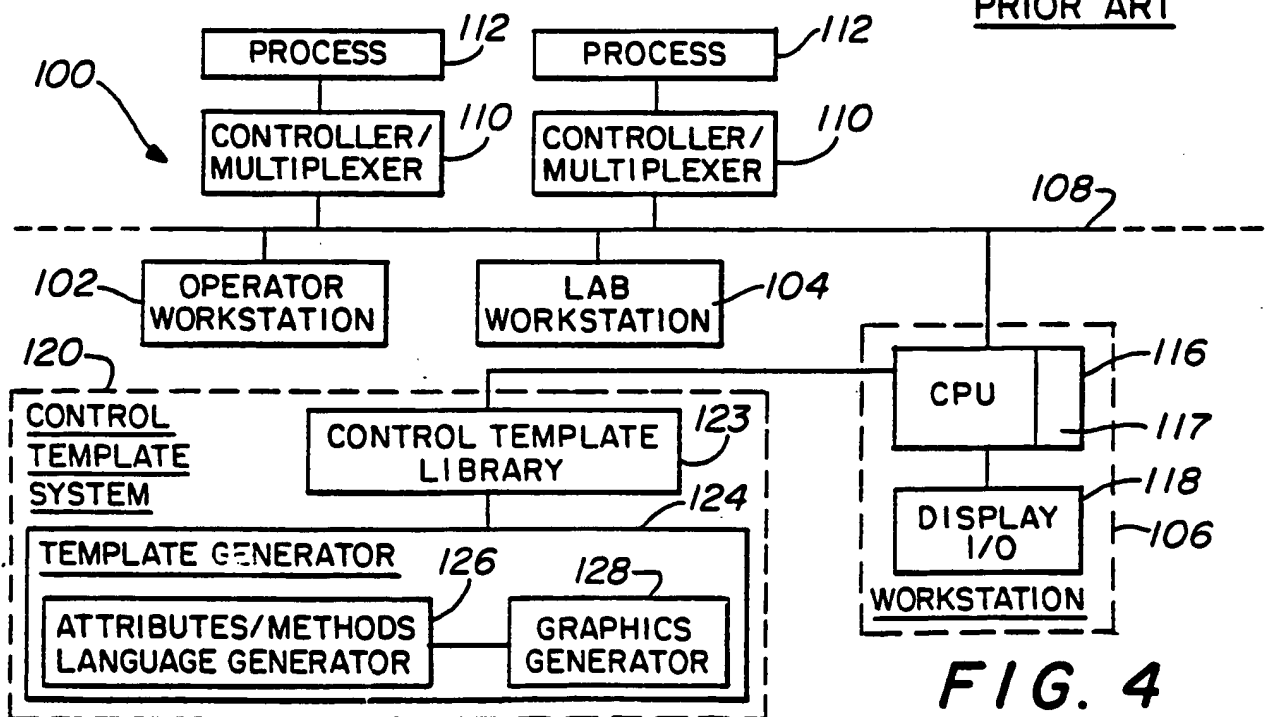 PRIOR ART
PROCESS
112
PROCESS
112
100
CONTROLLER/
MULTIPLEXER
110
CONTROLLER/
MULTIPLEXER
110
108
102
OPERATOR
WORKSTATION
LAB
WORKSTATION
104
120
CONTROL
TEMPLATE
SYSTEM
CONTROL TEMPLATE
LIBRARY
123
CPU
116
117
124
118
DISPLAY
I/O
106
WORKSTATION
TEMPLATE GENERATOR
126
128
ATTRIBUTES/METHODS
LANGUAGE GENERATOR
GRAPHICS
GENERATOR
FIG. 4